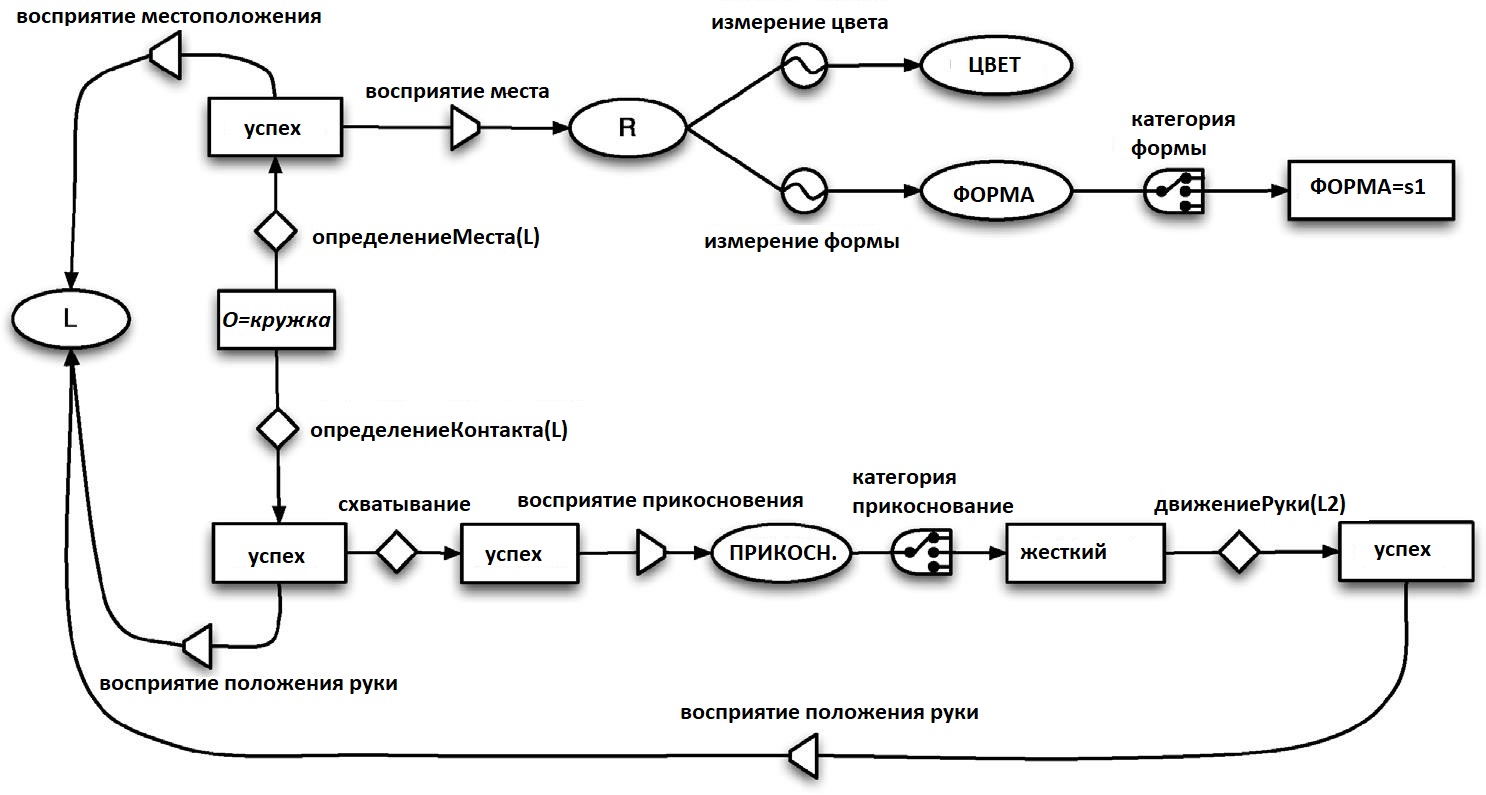 восприятие местоположения
измерение цвета
ЦВЕТ
восприятие места
успех
R
категория
формы
ФОРМА
ФОРМА=s1
определениеМеста(L)
измерение формы
L
О=кружка
определениеКонтакта(L)
схватывание
восприятие прикосновения
категория
прикоснование
движениеРуки(L2)
успех
успех
ПРИКОСН.
жесткий
успех
восприятие положения руки
восприятие положения руки